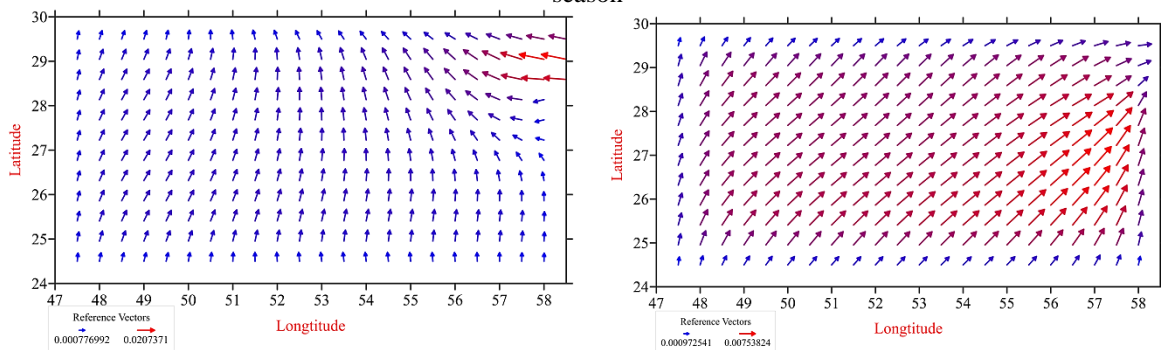 season
30
29
28
27
26
25
24
Latitude
47 48 49 50 51 52 53 54 55 56 57 58
Longtitude
Reference Vectors
0.000776992 0.0207371
30
29
28
27
26
25
24
Latitude
47 48 49 50 51 52 53 54 55 56 57 58
Longtitude
Reference Vectors
0.000972541 0.00753824